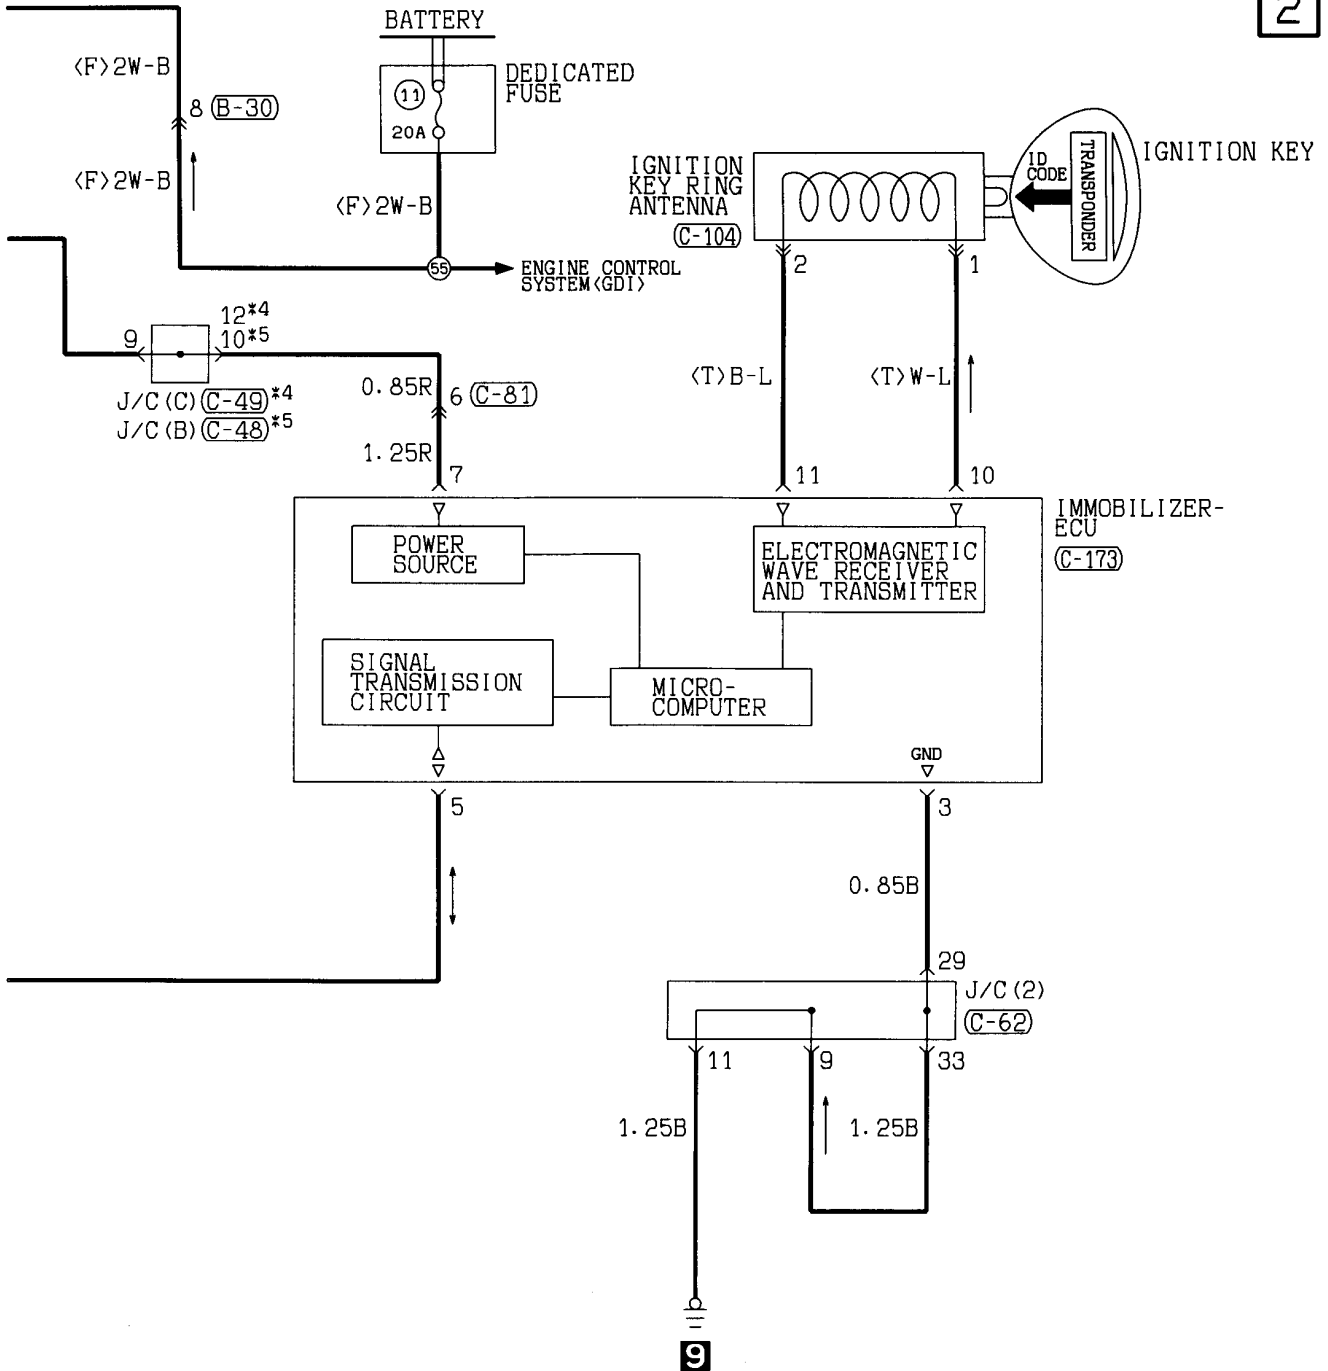 2
BATTERY
<F>2W-B
DEDICATED
FUSE
11
20A
8 (B-30)
<F>2W-B
<F>2W-B
IGNITION
KEY RING
ANTENNA
(C-104)
ID
CODE
TRANSPONDER
IGNITION KEY
55
ENGINE CONTROL
SYSTEM<GDI>
2
1
12*4
9
10*5
J/C(C)(C-49)*4
J/C(B)(C-48)*5
0.85R
6 (C-81)
1.25R
<T>B-L
<T>W-L
7
11
10
IMMOBILIZER-
ECU
(C-173)
POWER
SOURCE
ELECTROMAGNETIC
WAVE RECEIVER
AND TRANSMITTER
SIGNAL
TRANSMISSION
CIRCUIT
MICRO-
COMPUTER
GND
5
3
0.85B
29
J/C(2)
(C-62)
11
9
33
1.25B
1.25B
9